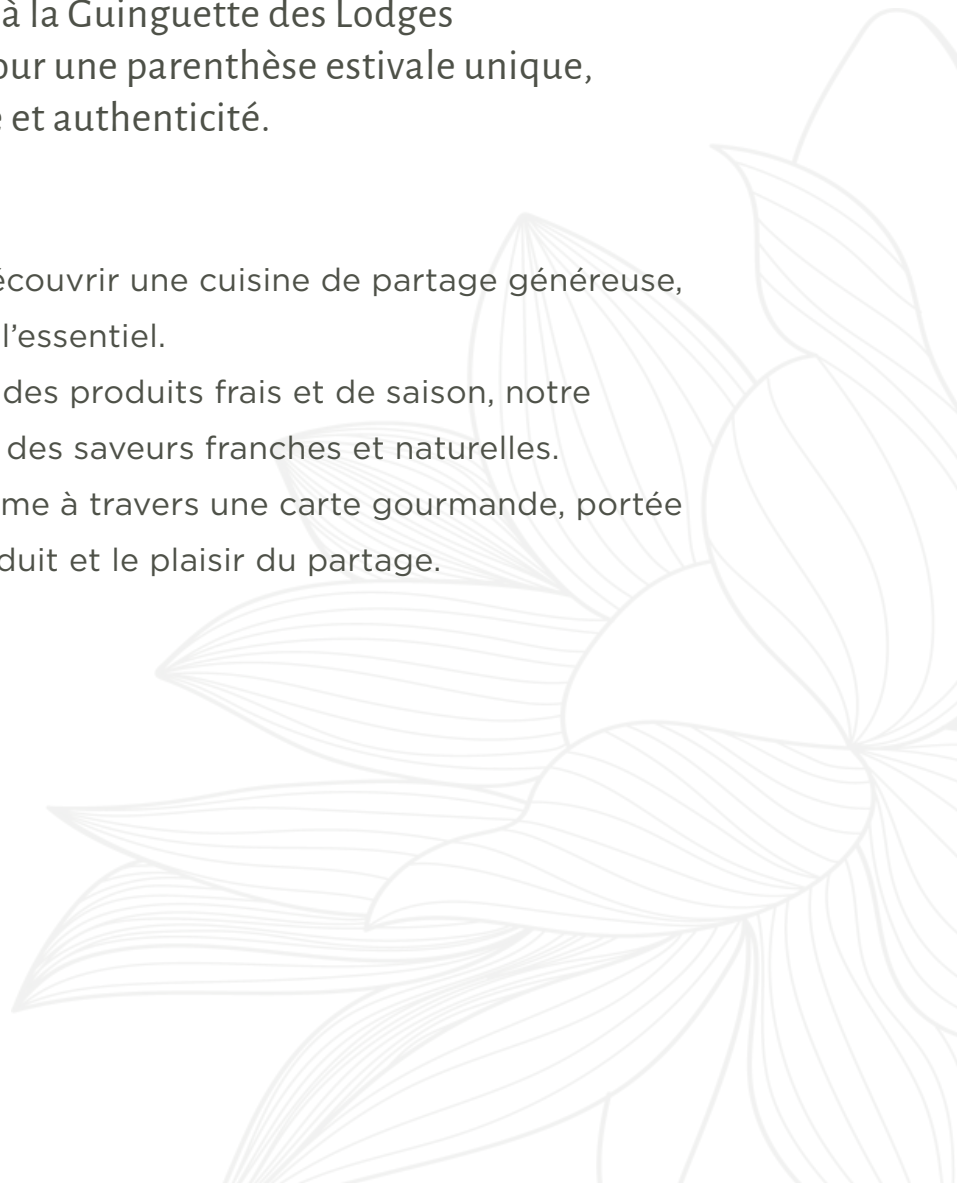 à la Guinguette des Lodges
our une parenthèse estivale unique,
et authenticité.
écouvrir une cuisine de partage généreuse,
l’essentiel.
des produits frais et de saison, notre
des saveurs franches et naturelles.
me à travers une carte gourmande, portée
duit et le plaisir du partage.